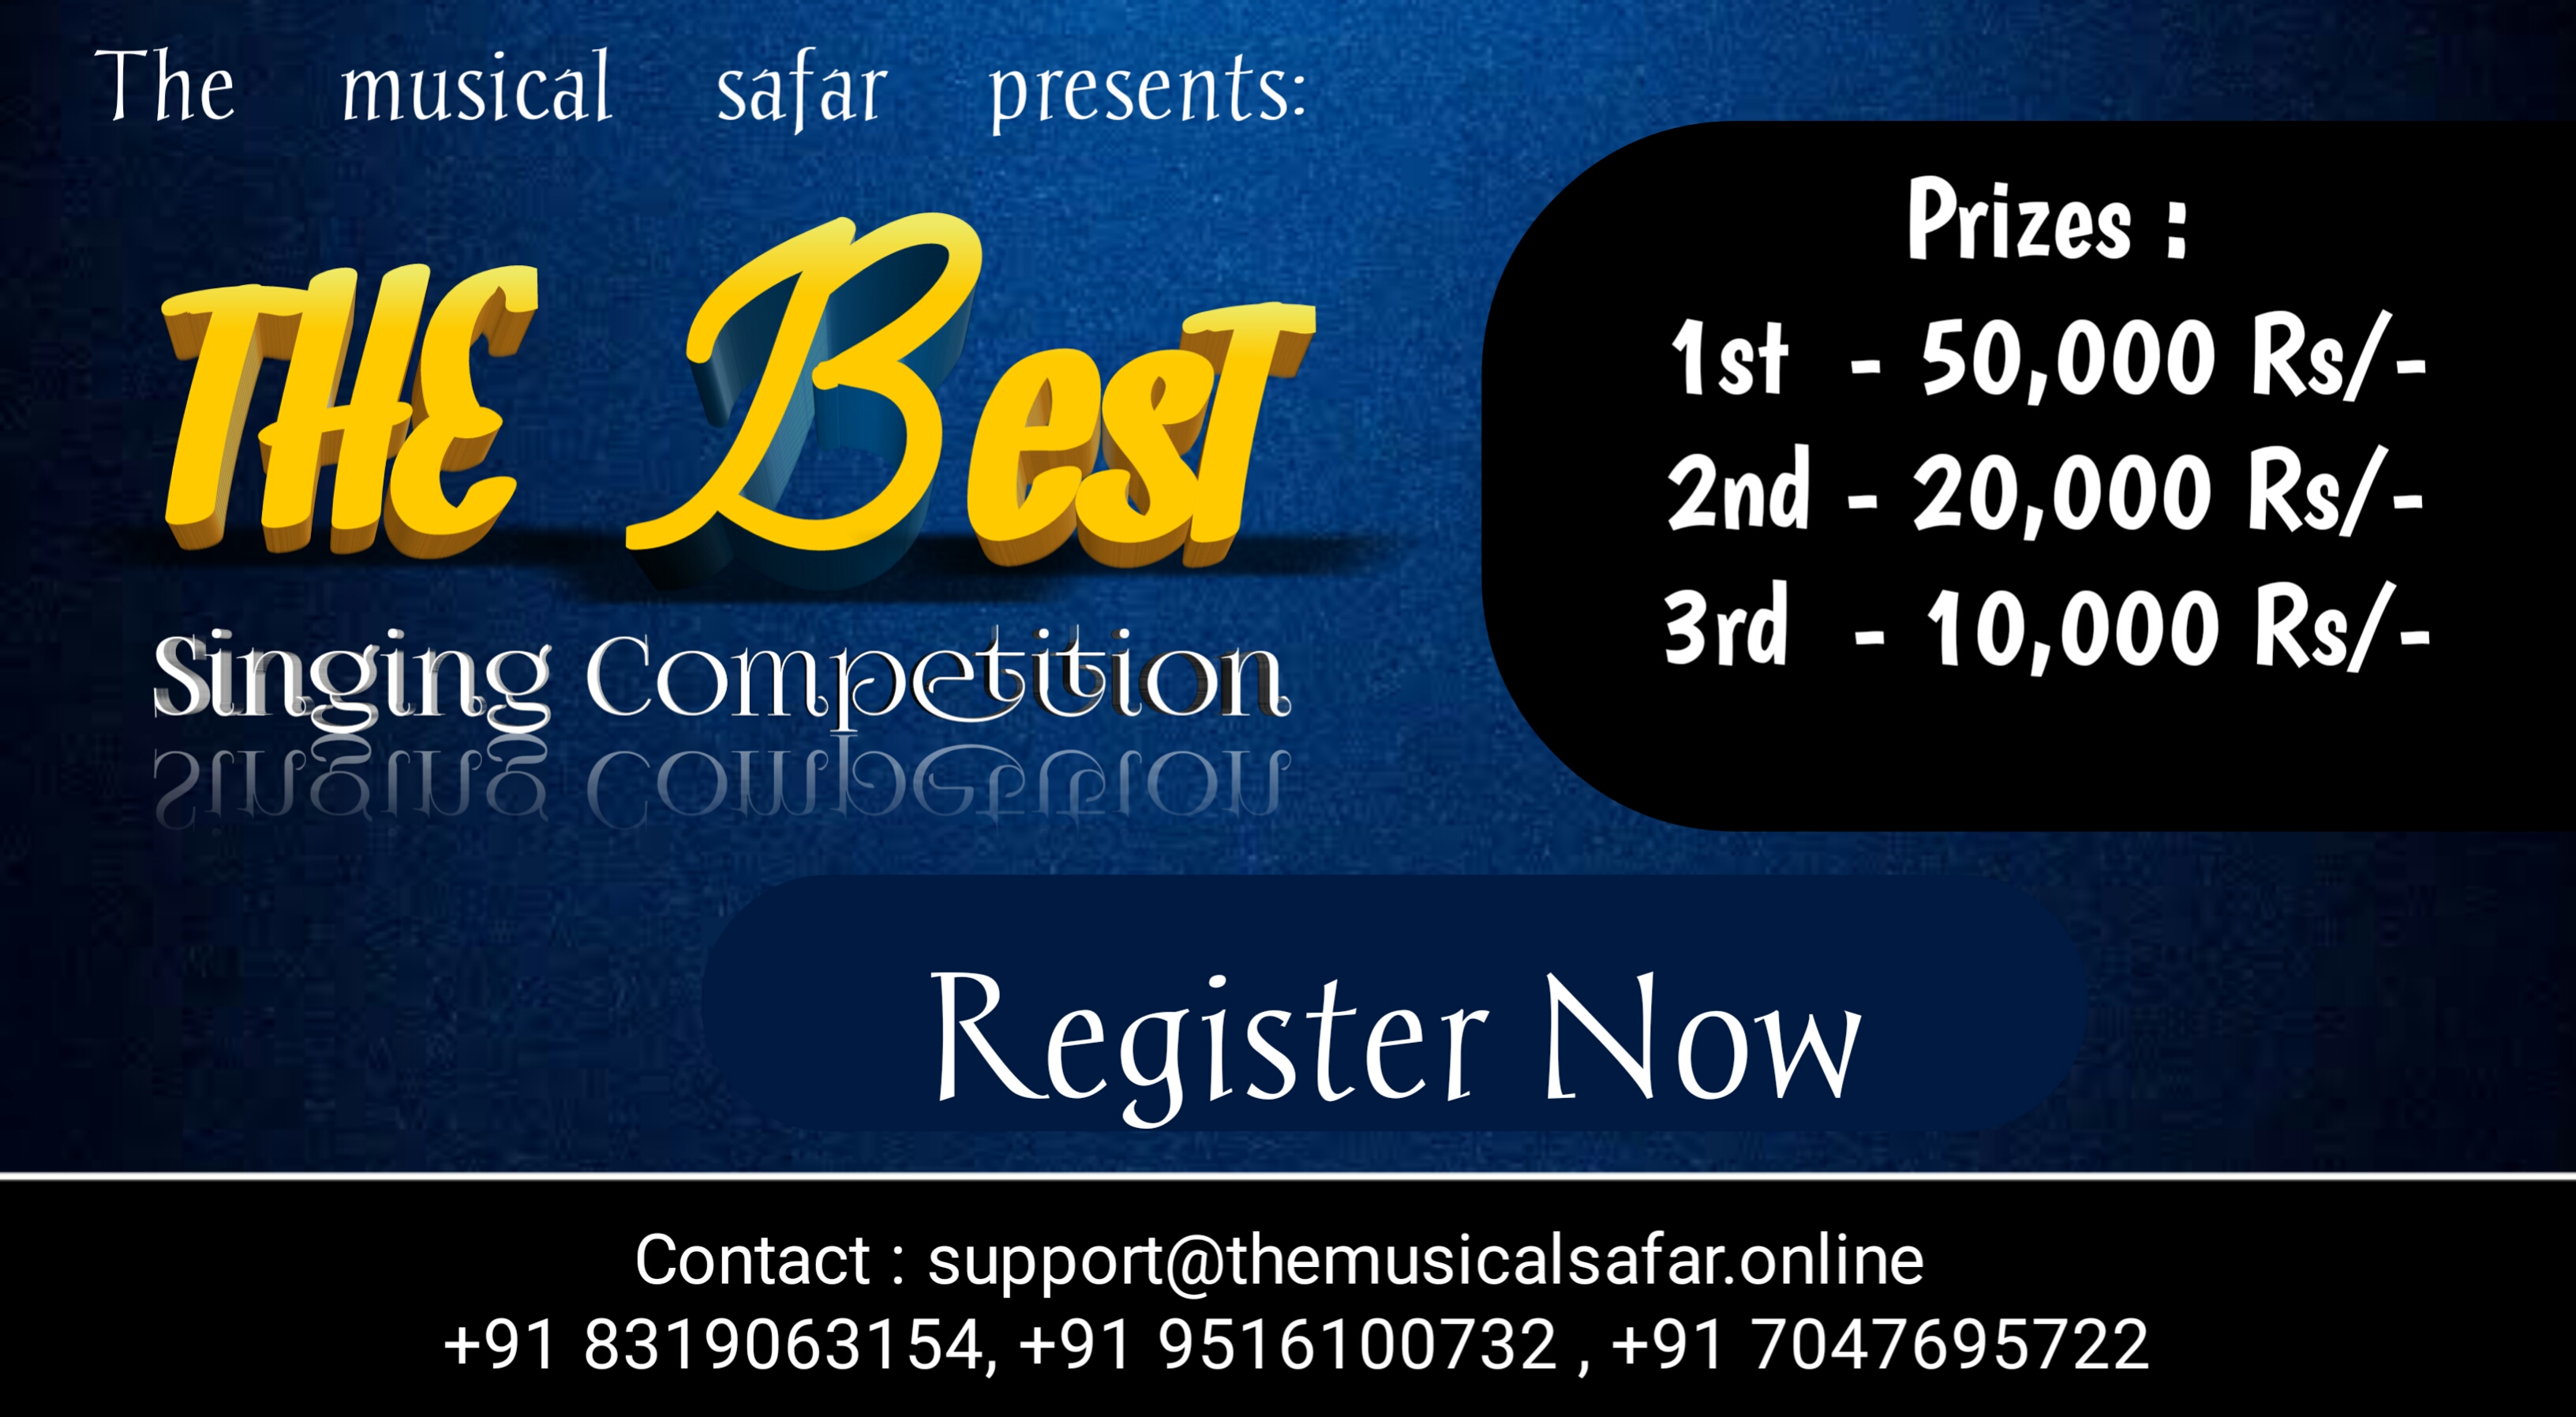 The musical safar presents:
THE BesT
Singing Competition
Prizes :
1st - 50,000 Rs/-
2nd - 20,000 Rs/-
3rd - 10,000 Rs/-
Register Now
Contact : support@themusicalsafar.online
+91 8319063154, +91 9516100732 , +91 7047695722